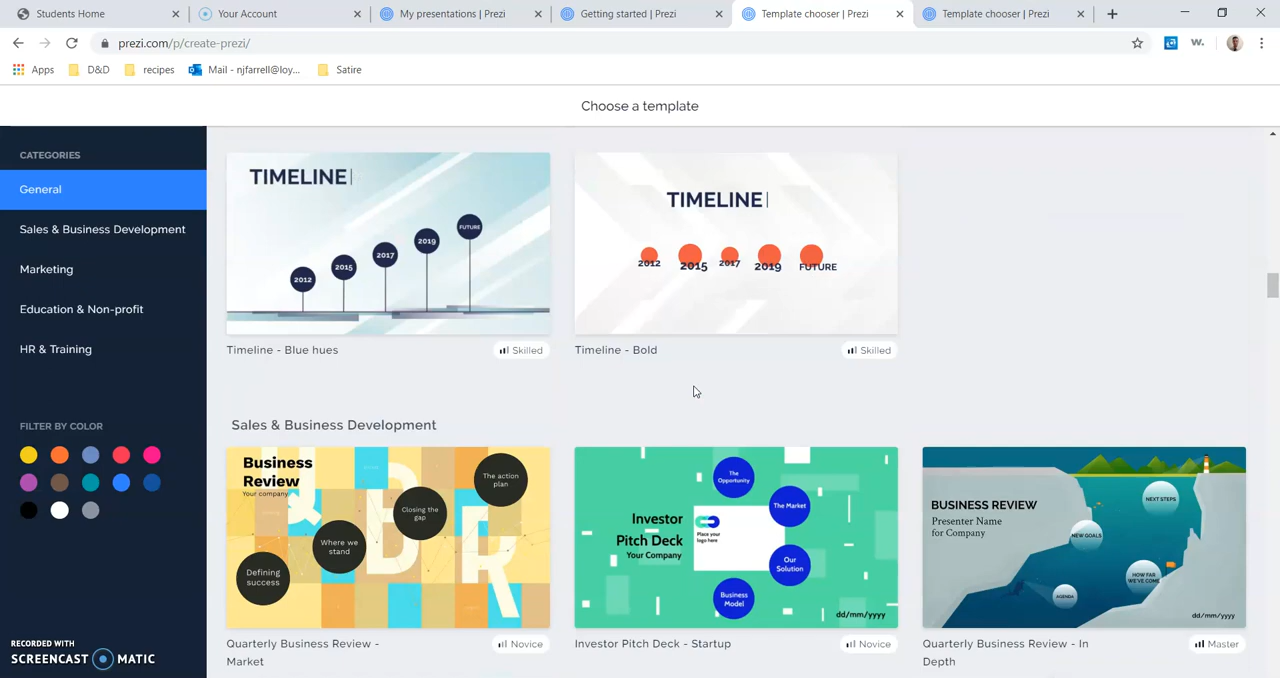 Students Home
Your Account
My presentations | Prezi
Getting started | Prezi
Template chooser | Prezi
Template chooser | Prezi
prezi.com/p/create-prezi/
w.
Apps
D&D
recipes
Mail - njfarrell@loy...
Satire
Choose a template
CATEGORIES
General
Sales & Business Development
Marketing
Education & Non-profit
HR & Training
FILTER BY COLOR
RECORDED WITH
SCREENCAST MATIC
TIMELINE
2012
2015
2017
2019
FUTURE
Timeline - Blue hues
Skilled
TIMELINE
2012
2015
2017
2019
FUTURE
Timeline - Bold
Skilled
Sales & Business Development
Business
Review
Your company
QBR
Defining
success
Where we
stand
Closing the
gap
The action
plan
Quarterly Business Review -
Market
Novice
Investor
Pitch Deck
Your Company
Place your
logo here
The
Opportunity
The Market
Our
Solution
Business
Model
dd/mm/yyyy
Investor Pitch Deck - Startup
Novice
BUSINESS REVIEW
Presenter Name
for Company
NEXT STEPS
NEW GOALS
HOW FAR
WE'VE COME
AGENDA
dd/mm/yyyy
Quarterly Business Review - In
Depth
Master